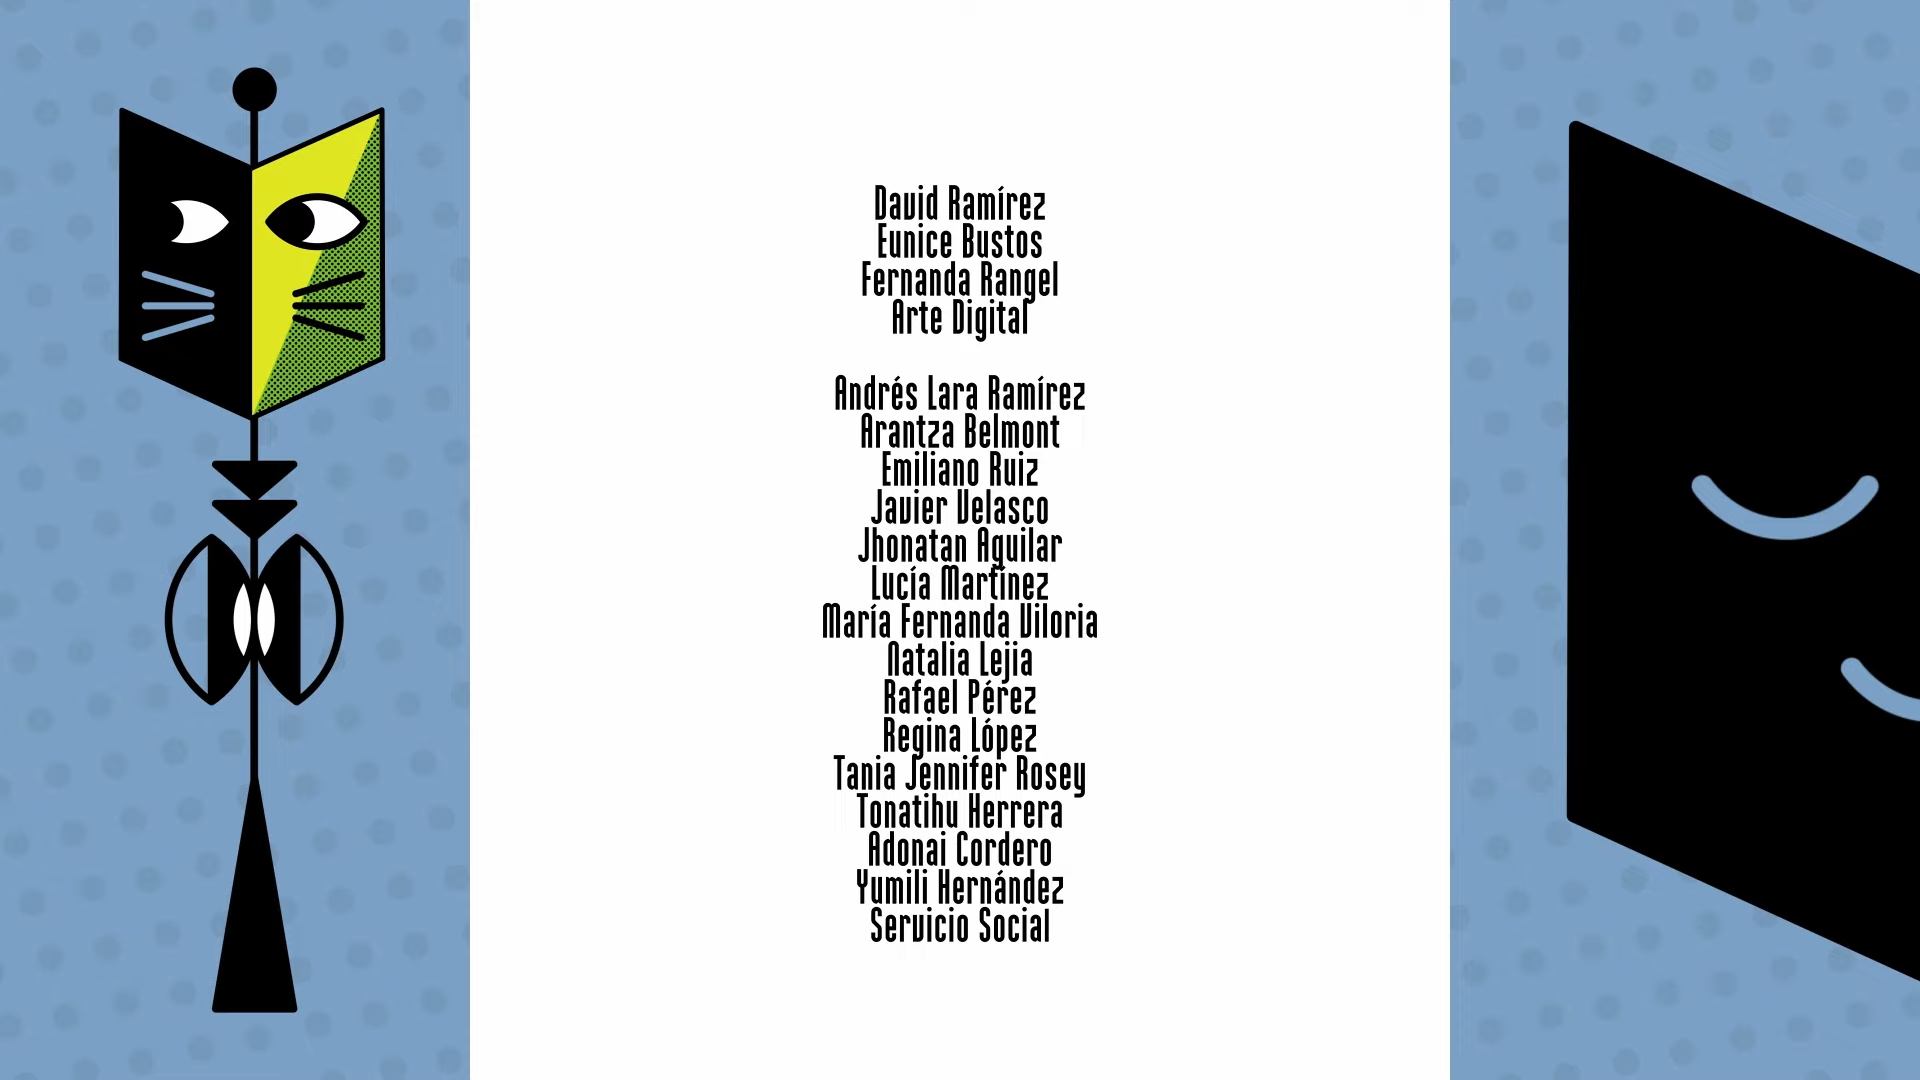 David Ramírez
Eunice Bustos
Fernanda Rangel
Arte Digital
Andrés Lara Ramírez
Arantza Belmont
Emiliano Ruiz
Javier Velasco
Jhonatan Aguilar
Lucía Martínez
María Fernanda Viloria
Natalia Lejia
Rafael Pérez
Regina López
Tania Jennifer Rosey
Tonatihu Herrera
Adonai Cordero
Yumili Hernández
Servicio Social